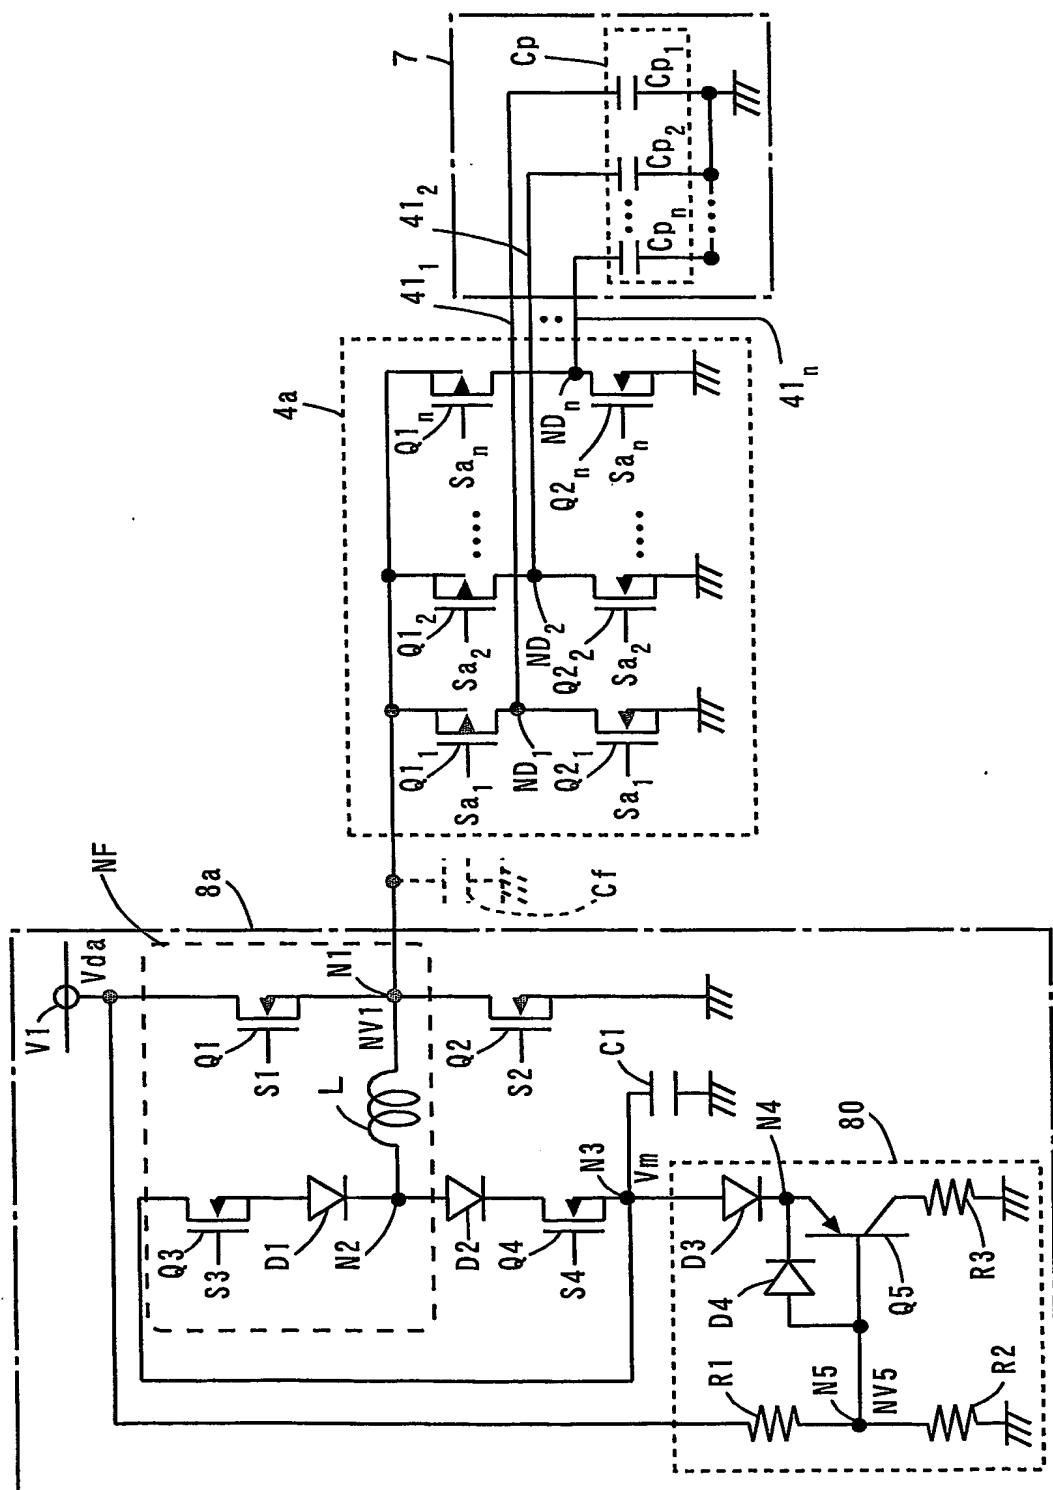 NF
8a
V1
Vda
Q1
S1
NV1
N1
L
Q2
S2
C1
Q3
S3
D1
N2
D2
Q4
S4
N3
Vm
Cf
80
D3
N4
D4
Q5
R3
R1
N5
NV5
R2
4a
Q1₁
Sa₁
ND₁
Q2₁
Sa₁
Q1₂
Sa₂
ND₂
Q2₂
Sa₂
Q1ₙ
Saₙ
NDₙ
Q2ₙ
Saₙ
41₁
41₂
41ₙ
7
Cp
Cp₁
Cp₂
Cpₙ